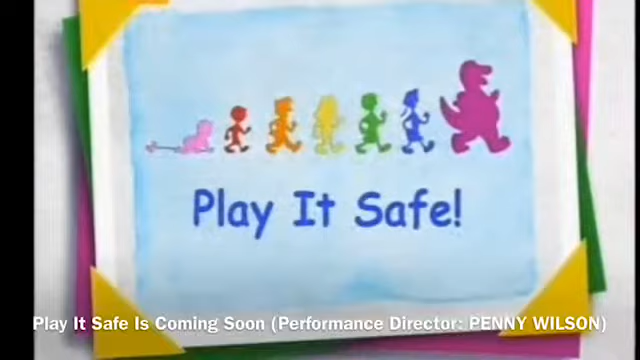 Play It Safe!
Play It Safe Is Coming Soon (Performance Director: PENNY WILSON)